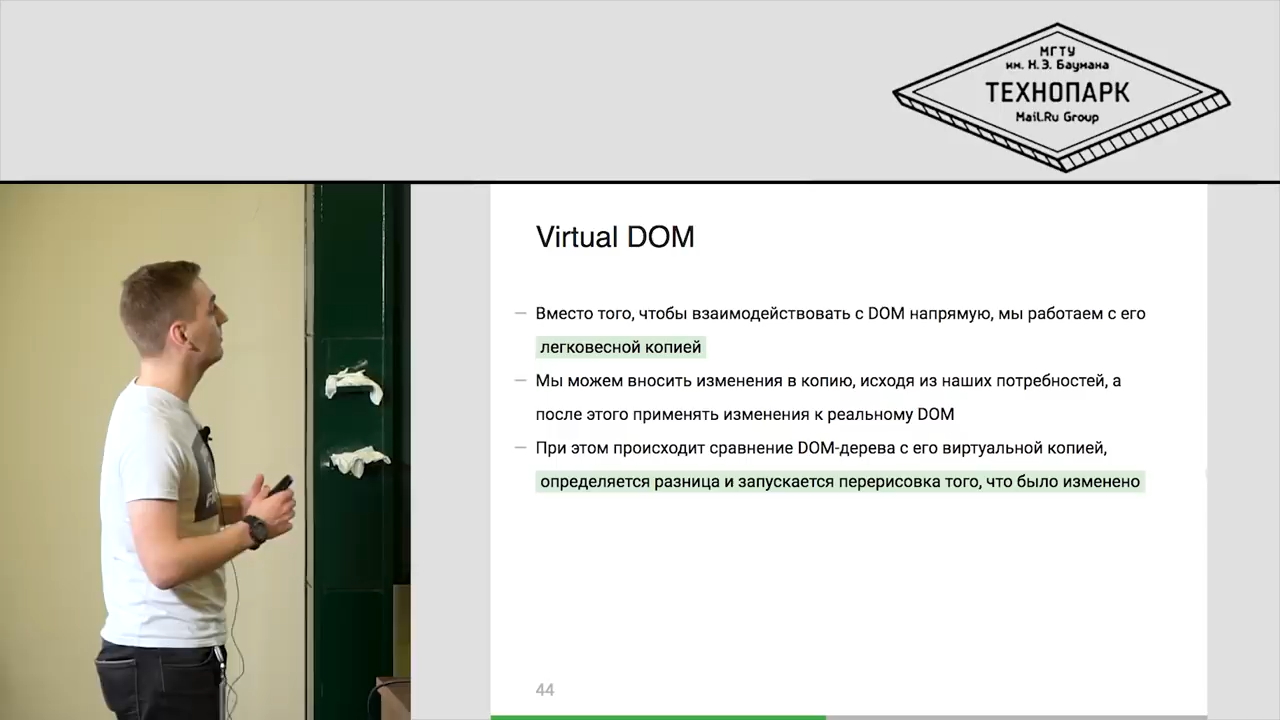 МГТУ
им. Н.Э. Баумана
ТЕХНОПАРК
Mail.Ru Group
Virtual DOM
— Вместо того, чтобы взаимодействовать с DOM напрямую, мы работаем с его
легковесной копией
— Мы можем вносить изменения в копию, исходя из наших потребностей, а
после этого применять изменения к реальному DOM
— При этом происходит сравнение DOM-дерева с его виртуальной копией,
определяется разница и запускается перерисовка того, что было изменено
44